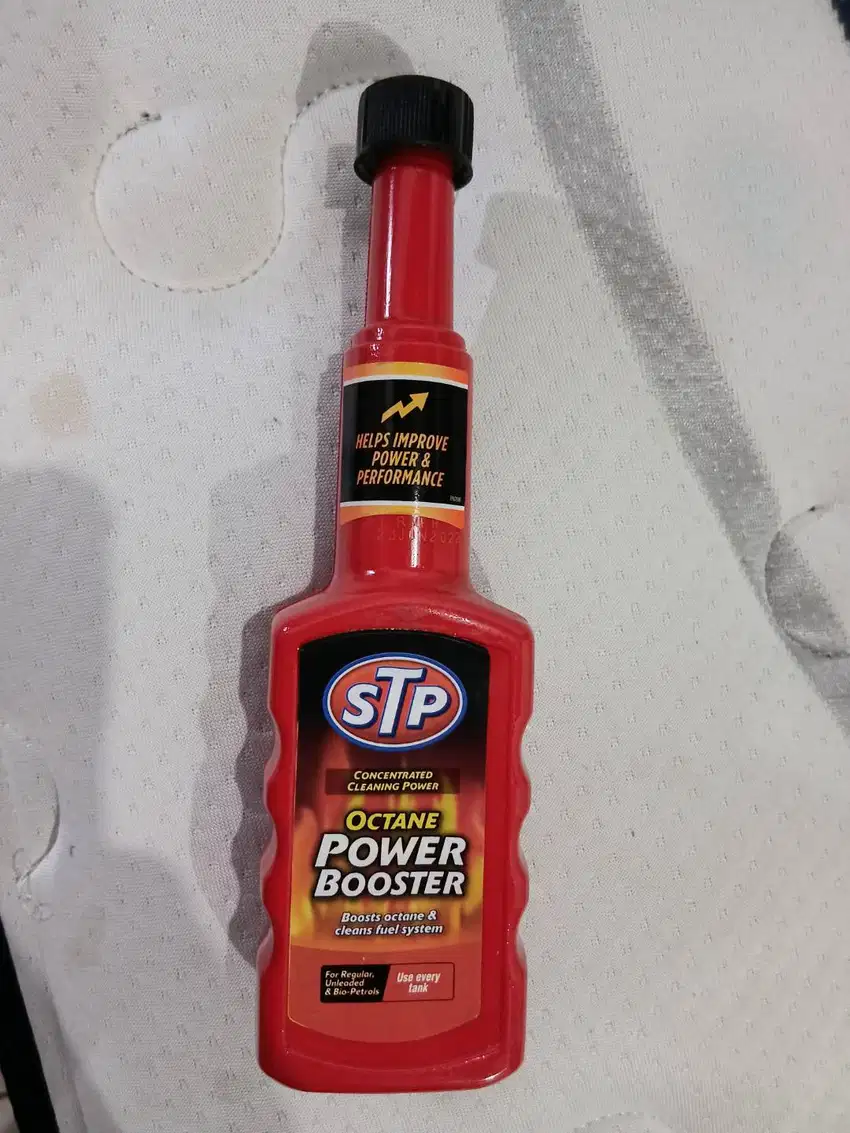 HELPS IMPROVE
POWER &
PERFORMANCE
STP
CONCENTRATED
CLEANING POWER
OCTANE
POWER
BOOSTER
Boosts octane &
cleans fuel system
For Regular,
Unleaded
& Bio-Petrols
Use every
tank